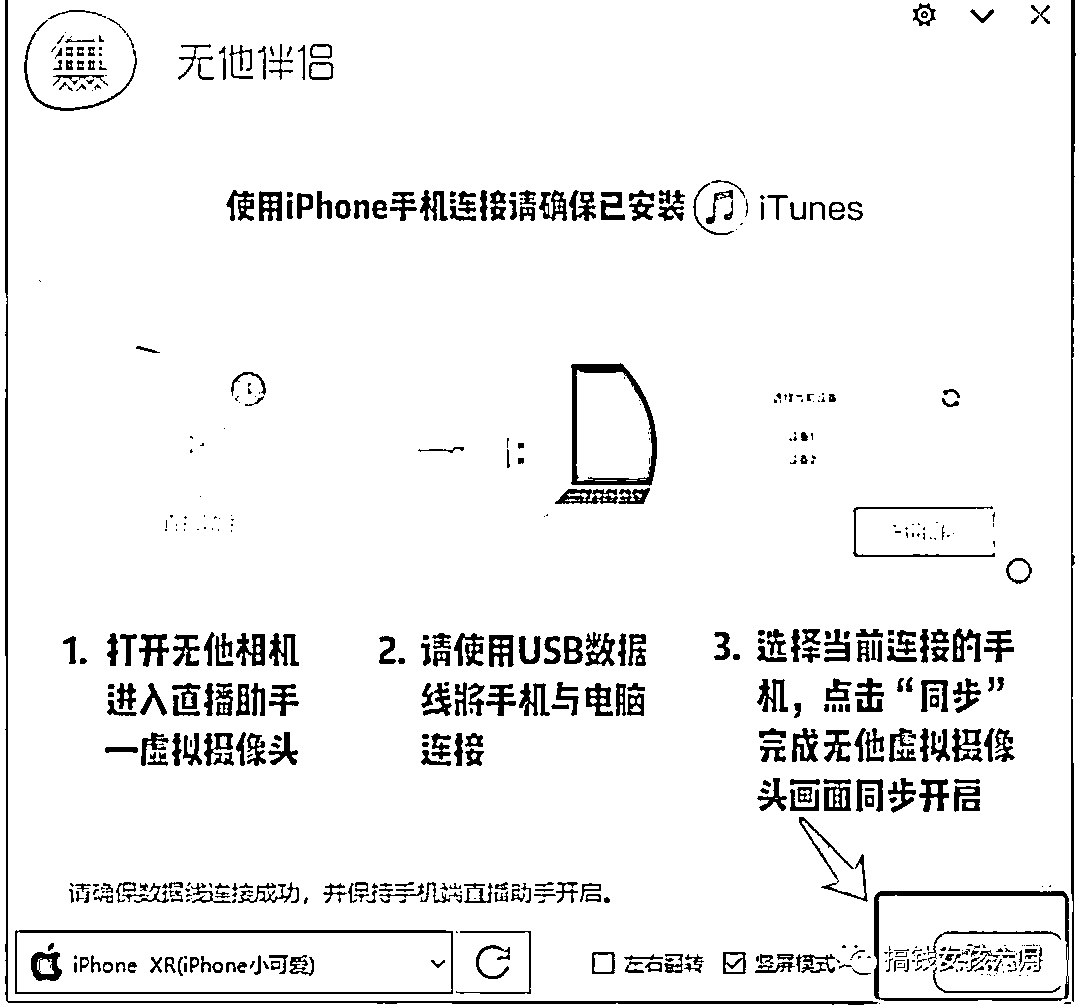 无他伴侣
使用iPhone手机连接请确保已安装 iTunes
1. 打开无他相机
进入直播助手
—虚拟摄像头
2. 请使用USB数据
线將手机与电脑
连接
3. 选择当前连接的手
机，点击“同步”
完成无他虚拟摄像
头画面同步开启
请确保数据线连接成功，并保持手机端直播助手开启。
iPhone XR(iPhone小可爱)
左右翻转
竖屏模式
搞钱女孩六月